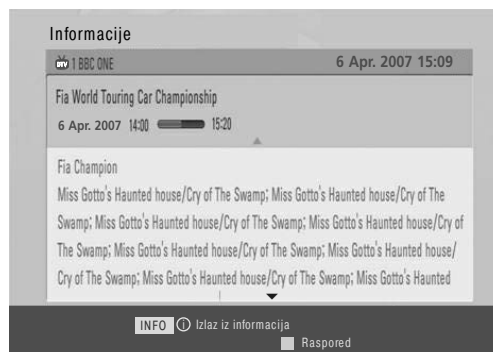 Informacije
DTV 1 BBC ONE 6 Apr. 2007 15:09
Fia World Touring Car Championship
6 Apr. 2007 14:00 15:20
Fia Champion
Miss Gotto's Haunted house/Cry of The Swamp; Miss Gotto's Haunted house/Cry of The
Swamp; Miss Gotto's Haunted house/Cry of The Swamp; Miss Gotto's Haunted house/Cry of
The Swamp; Miss Gotto's Haunted house/Cry of The Swamp; Miss Gotto's Haunted house/
Cry of The Swamp; Miss Gotto's Haunted house/Cry of The Swamp; Miss Gotto's Haunted
INFO i Izlaz iz informacija
Raspored